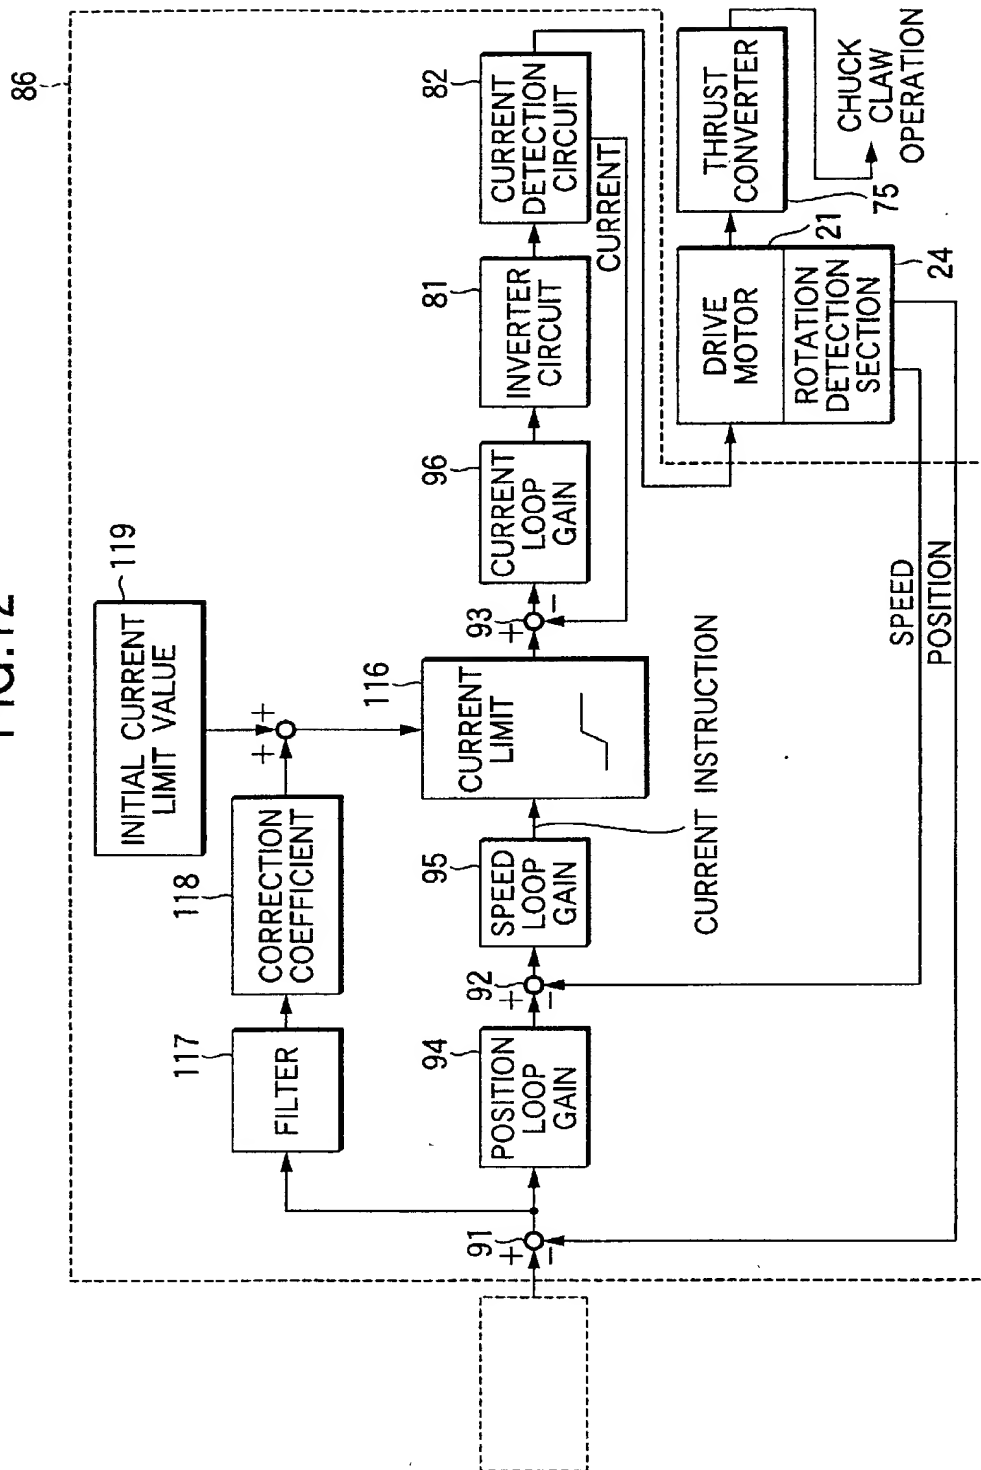 86
INITIAL CURRENT
LIMIT VALUE
119
CORRECTION
COEFFICIENT
118
FILTER
117
+
+
91
+
−
POSITION
LOOP
GAIN
94
92
+
−
SPEED
LOOP
GAIN
95
CURRENT INSTRUCTION
CURRENT
LIMIT
116
93
+
−
CURRENT
LOOP
GAIN
96
INVERTER
CIRCUIT
81
CURRENT
DETECTION
CIRCUIT
82
CURRENT
DRIVE
MOTOR
21
ROTATION
DETECTION
SECTION
24
THRUST
CONVERTER
75
CHUCK
CLAW
OPERATION
SPEED
POSITION